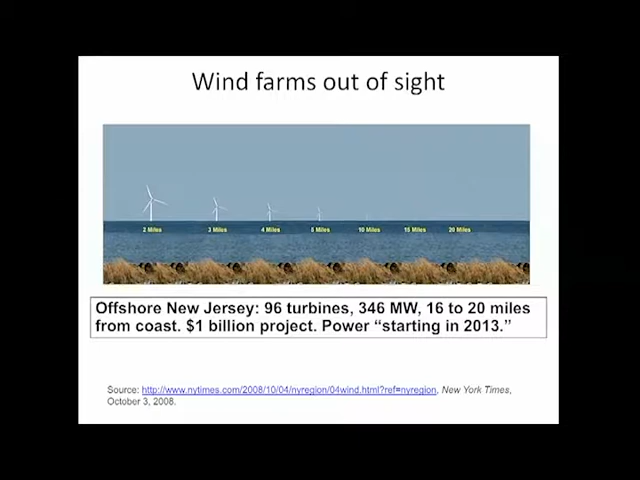 Wind farms out of sight
2 Miles 3 Miles 4 Miles 5 Miles 10 Miles 15 Miles 20 Miles
Offshore New Jersey: 96 turbines, 346 MW, 16 to 20 miles
from coast. $1 billion project. Power “starting in 2013.”
Source: http://www.nytimes.com/2008/10/04/nyregion/04wind.html?ref=nyregion, New York Times,
October 3, 2008.